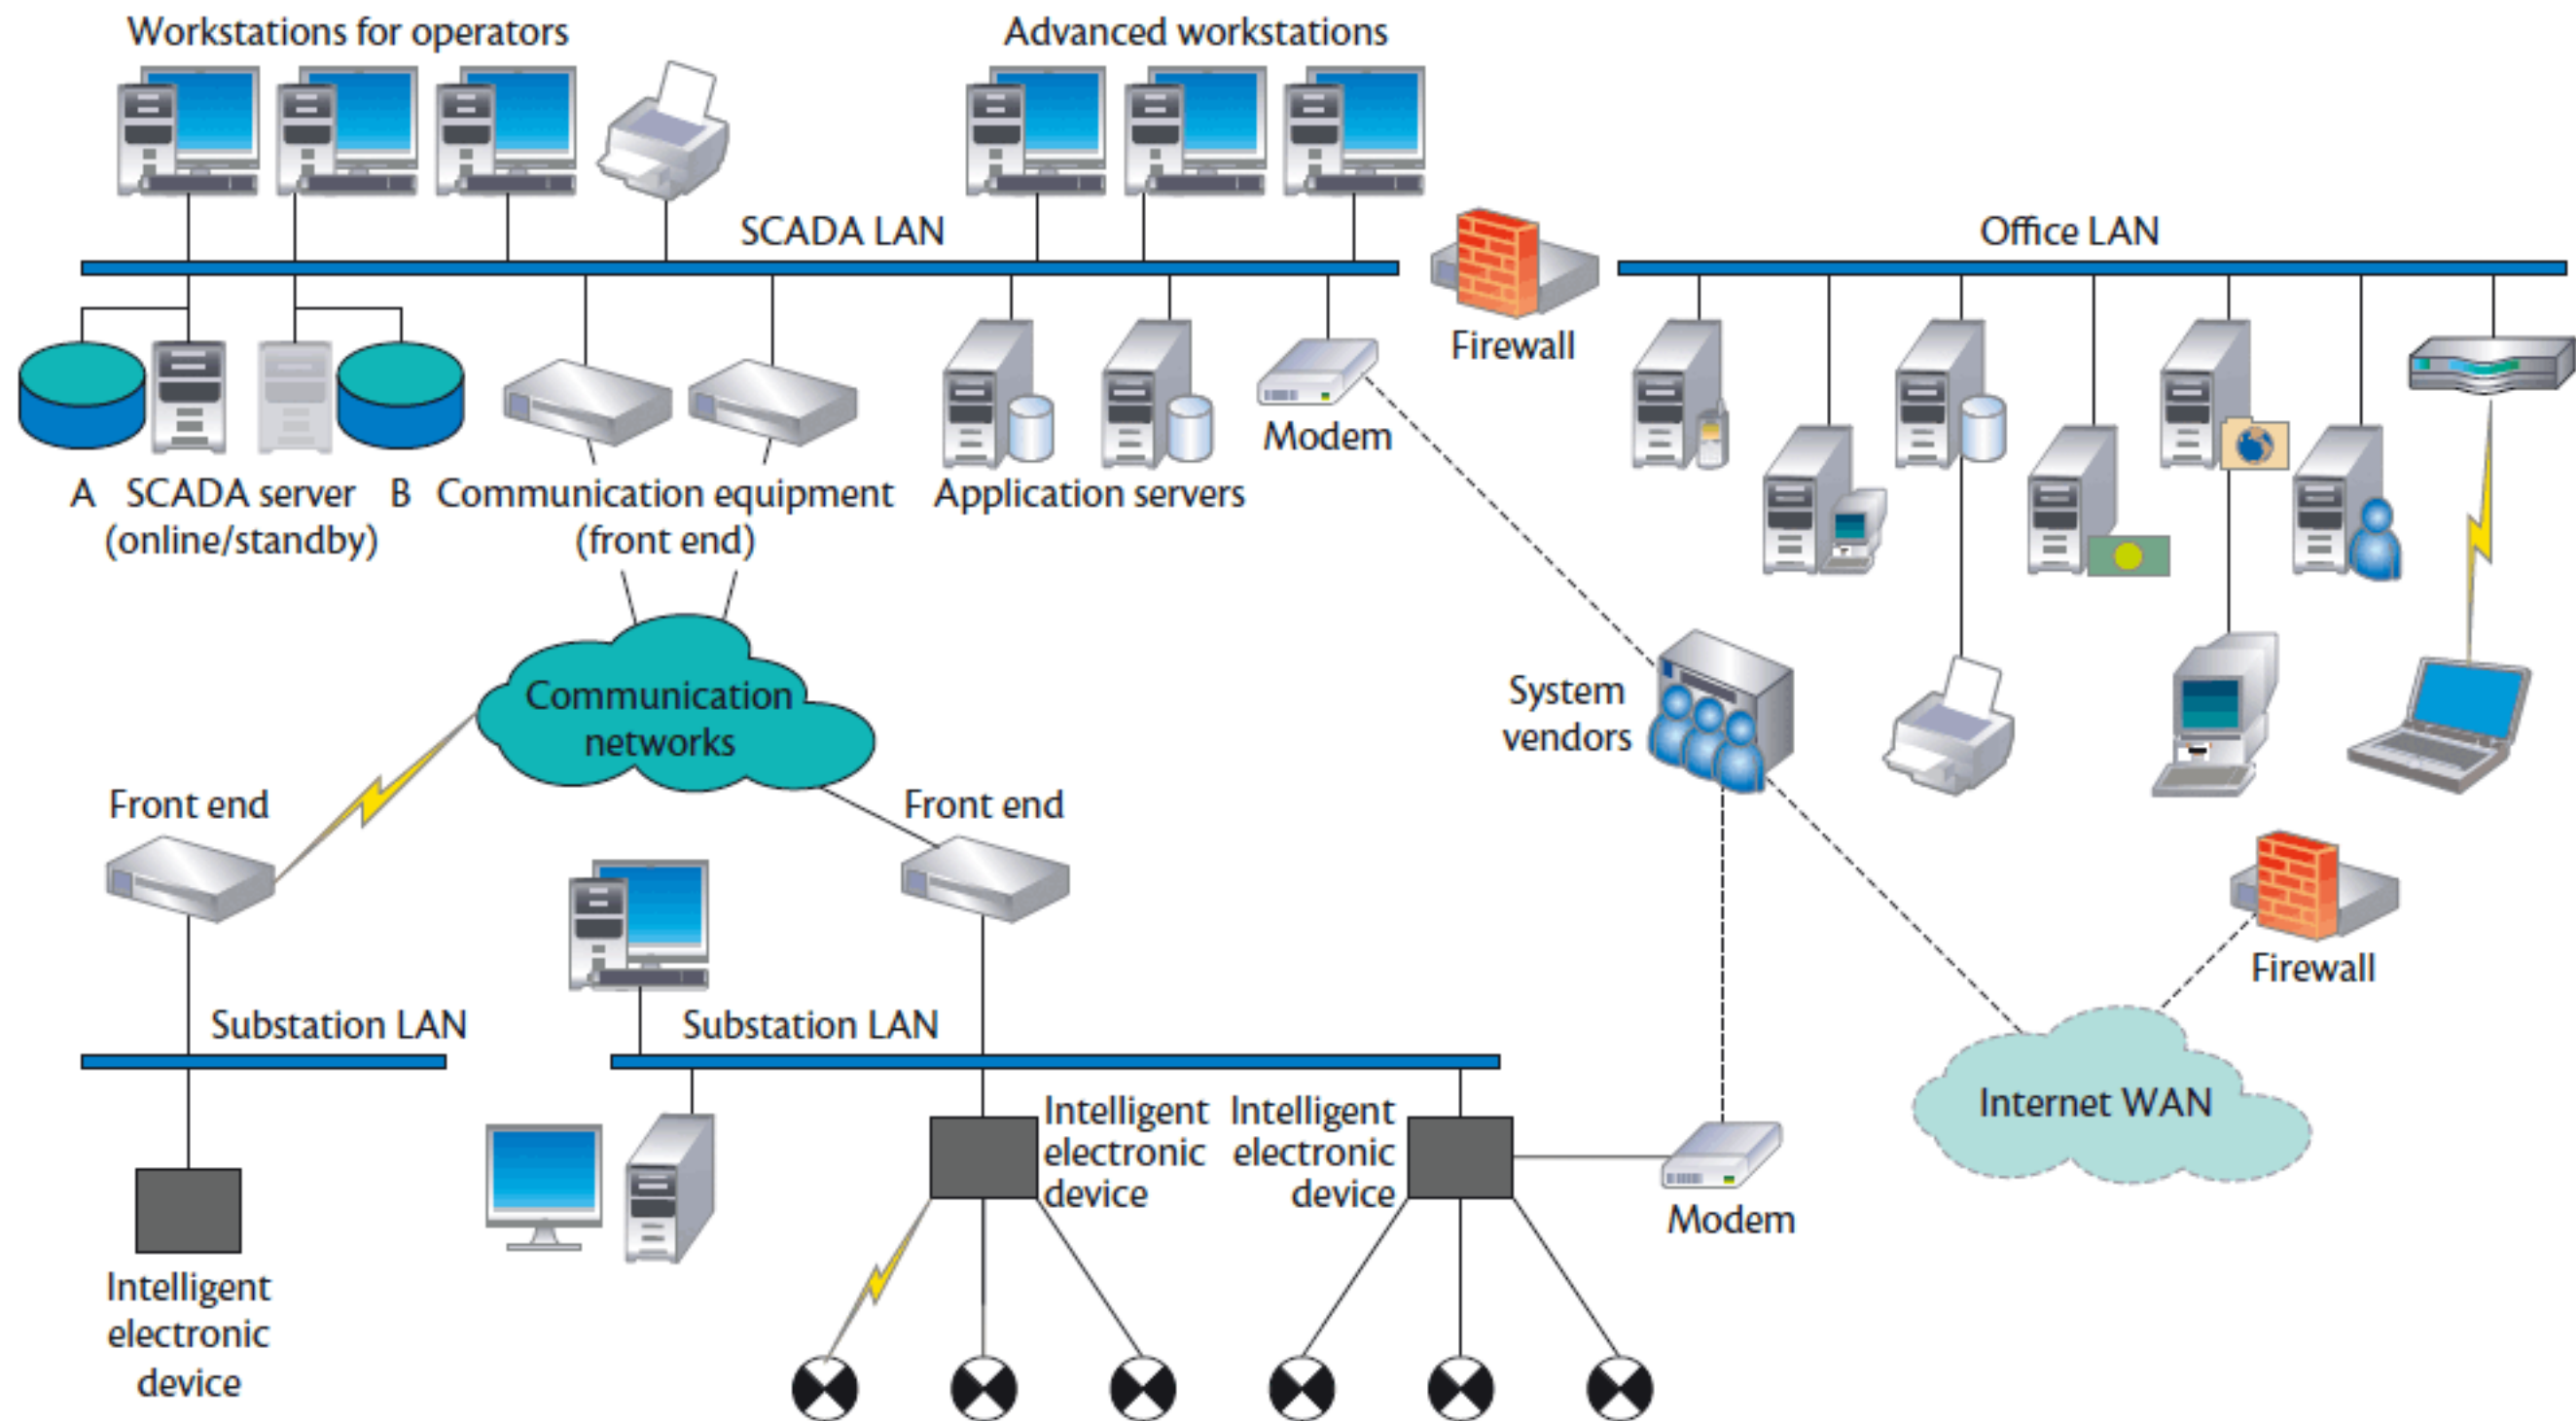 Workstations for operators
Advanced workstations
SCADA LAN
Office LAN
Firewall
Modem
A SCADA server B
(online/standby)
Communication equipment
(front end)
Application servers
Communication
networks
System
vendors
Front end
Front end
Firewall
Substation LAN
Substation LAN
Internet WAN
Intelligent
electronic
device
Intelligent
electronic
device
Modem
Intelligent
electronic
device